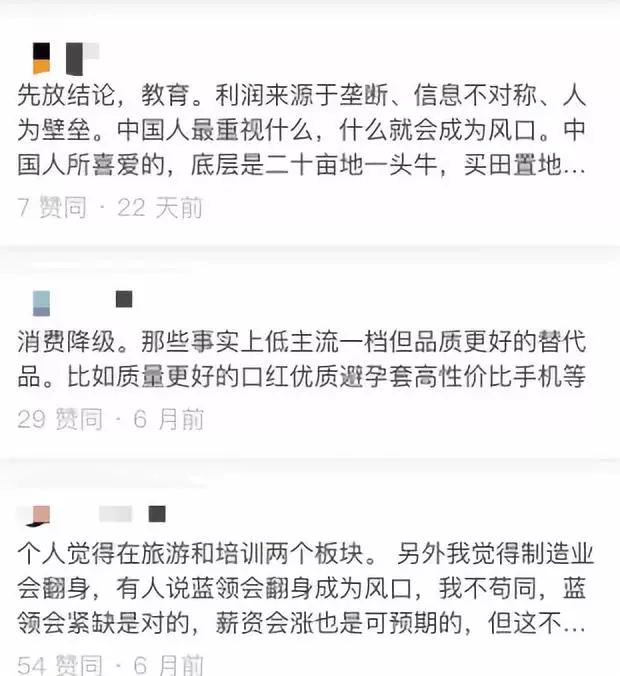 先放结论，教育。利润来源于垄断、信息不对称、人
为壁垒。中国人最重视什么，什么就会成为风口。中
国人所喜爱的，底层是二十亩地一头牛，买田置地...
7 赞同 · 22 天前
消费降级。那些事实上低主流一档但品质更好的替代
品。比如质量更好的口红优质避孕套高性价比手机等
29 赞同 · 6 月前
个人觉得在旅游和培训两个板块。 另外我觉得制造业
会翻身，有人说蓝领会翻身成为风口，我不苟同，蓝
领会紧缺是对的，薪资会涨也是可预期的，但这不...
54 赞同 · 6 月前